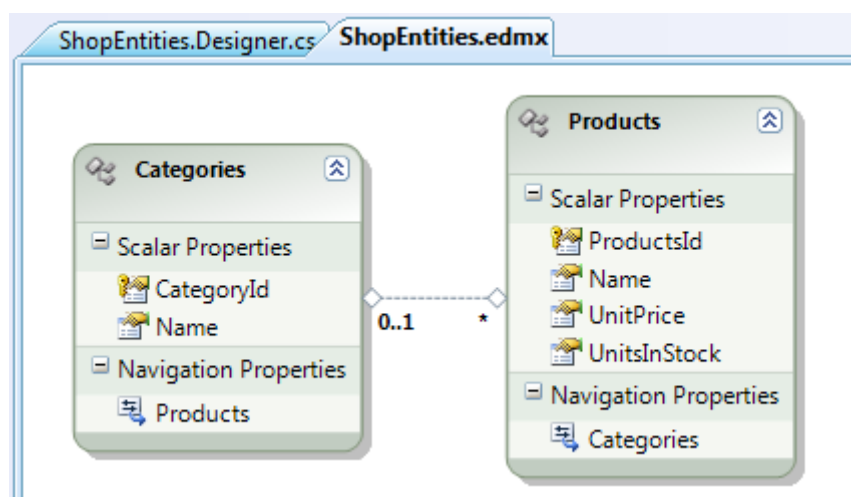 ShopEntities.Designer.cs ShopEntities.edmx
Categories
Scalar Properties
CategoryId
Name
Navigation Properties
Products
0..1 *
Products
Scalar Properties
ProductsId
Name
UnitPrice
UnitsInStock
Navigation Properties
Categories